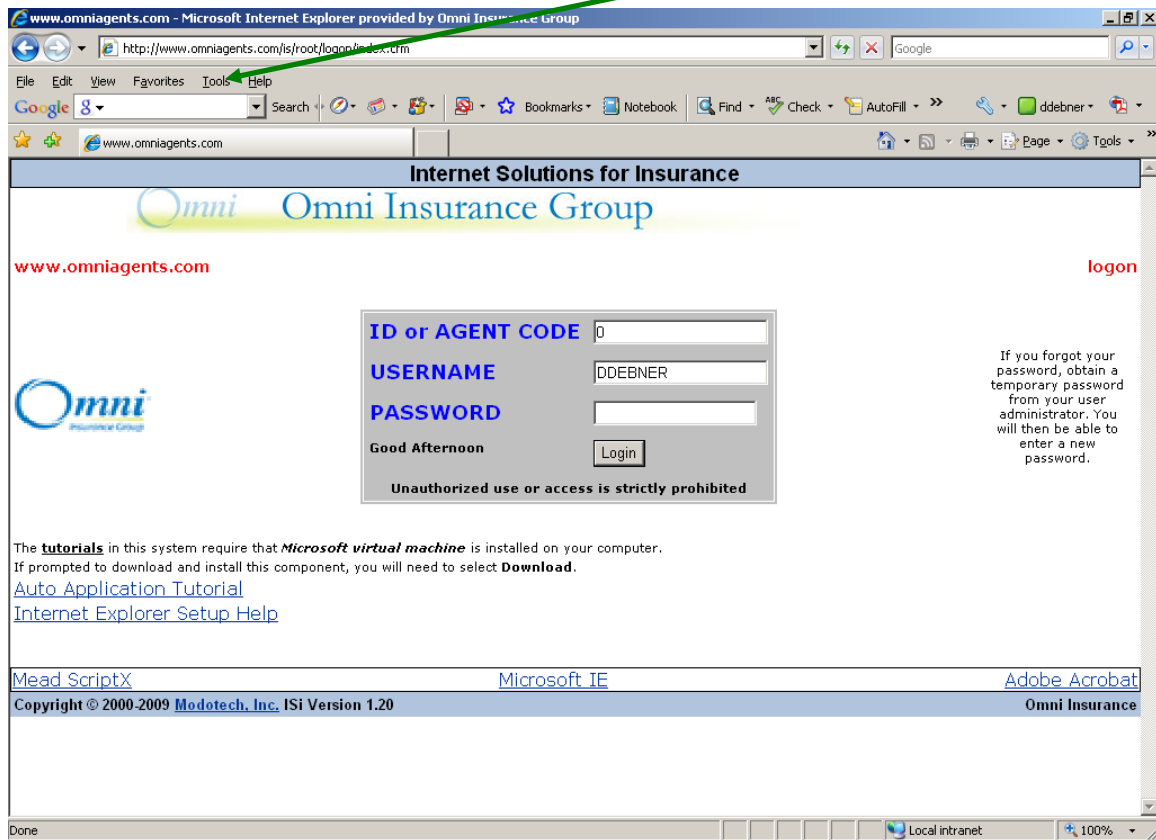 www.omniagents.com - Microsoft Internet Explorer provided by Omni Insurance Group
http://www.omniagents.com/is/root/logon/index.cfm
Google
File Edit View Favorites Tools Help
Google Search Bookmarks Notebook Find ABC Check AutoFill » ddebner
www.omniagents.com Page Tools »
Internet Solutions for Insurance
Omni Omni Insurance Group
www.omniagents.com logon
ID or AGENT CODE 0
USERNAME DDEBNER
PASSWORD
Good Afternoon Login
Unauthorized use or access is strictly prohibited
Omni
Insurance Group
If you forgot your
password, obtain a
temporary password
from your user
administrator. You
will then be able to
enter a new
password.
The tutorials in this system require that Microsoft virtual machine is installed on your computer.
If prompted to download and install this component, you will need to select Download.
Auto Application Tutorial
Internet Explorer Setup Help
Mead ScriptX Microsoft IE Adobe Acrobat
Copyright © 2000-2009 Modotech, Inc. ISi Version 1.20 Omni Insurance
Done Local intranet 100%